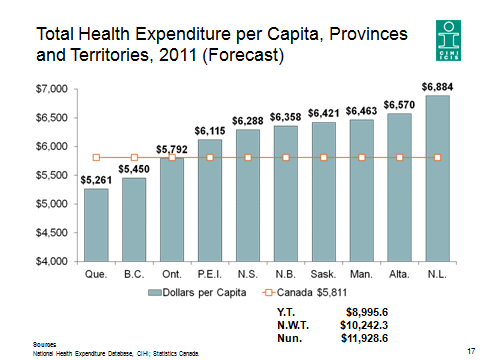 Total Health Expenditure per Capita, Provinces
and Territories, 2011 (Forecast)
CIHI
ICIS
$7,000
$6,500
$6,000
$5,500
$5,000
$4,500
$4,000
$5,261
$5,450
$5,792
$6,115
$6,288
$6,358
$6,421
$6,463
$6,570
$6,884
Que. B.C. Ont. P.E.I. N.S. N.B. Sask. Man. Alta. N.L.
Dollars per Capita Canada $5,811
Y.T. $8,995.6
N.W.T. $10,242.3
Nun. $11,928.6
Sources
National Health Expenditure Database, CIHI; Statistics Canada.
17